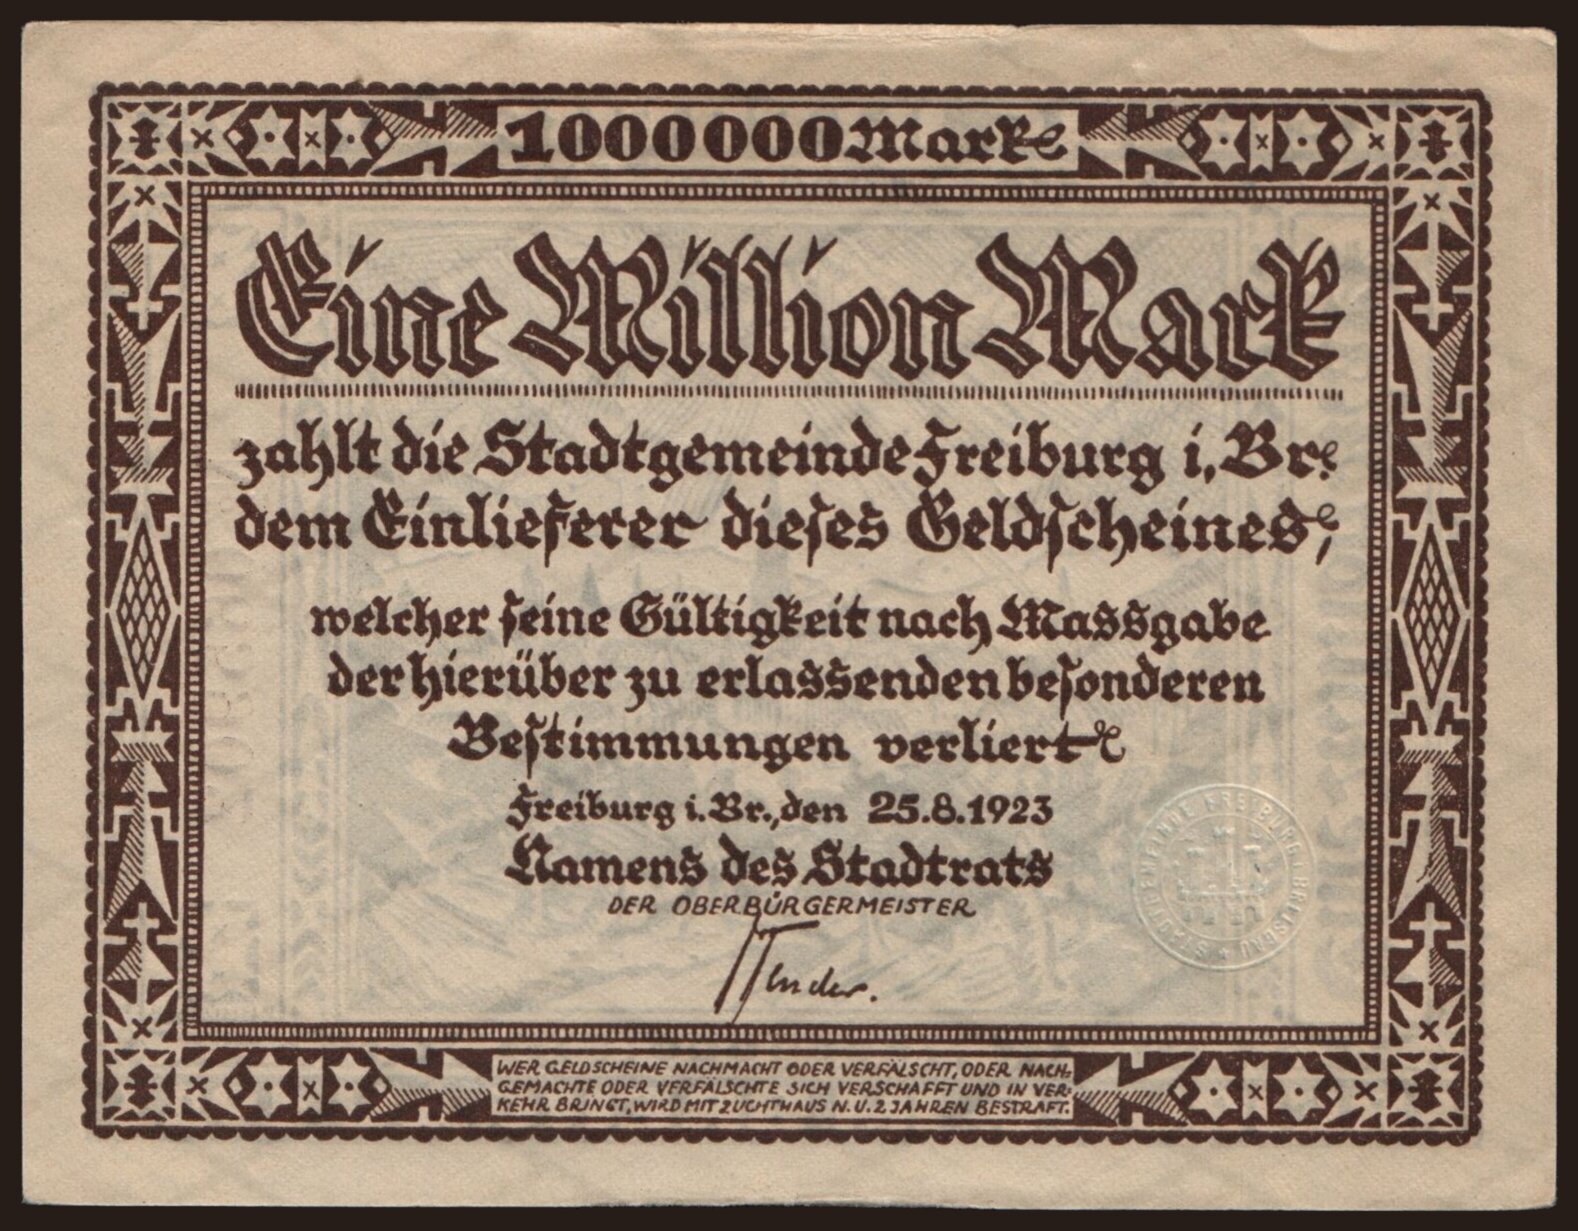 1000000 Mark
Eine Million Mark
zahlt die Stadtgemeinde Freiburg i. Br.
dem Einlieferer dieses Geldscheines,
welcher seine Gültigkeit nach Massgabe
der hierüber zu erlassenden besonderen
Bestimmungen verliert
Freiburg i. Br., den 25.8.1923
Namens des Stadtrats
DER OBERBÜRGERMEISTER
STADTGEMEINDE FREIBURG I. BREISGAU
WER GELDSCHEINE NACHMACHT ODER VERFÄLSCHT, ODER NACH-
GEMACHTE ODER VERFÄLSCHTE SICH VERSCHAFFT UND IN VER-
KEHR BRINGT, WIRD MIT ZUCHTHAUS N. U. 2 JAHREN BESTRAFT.